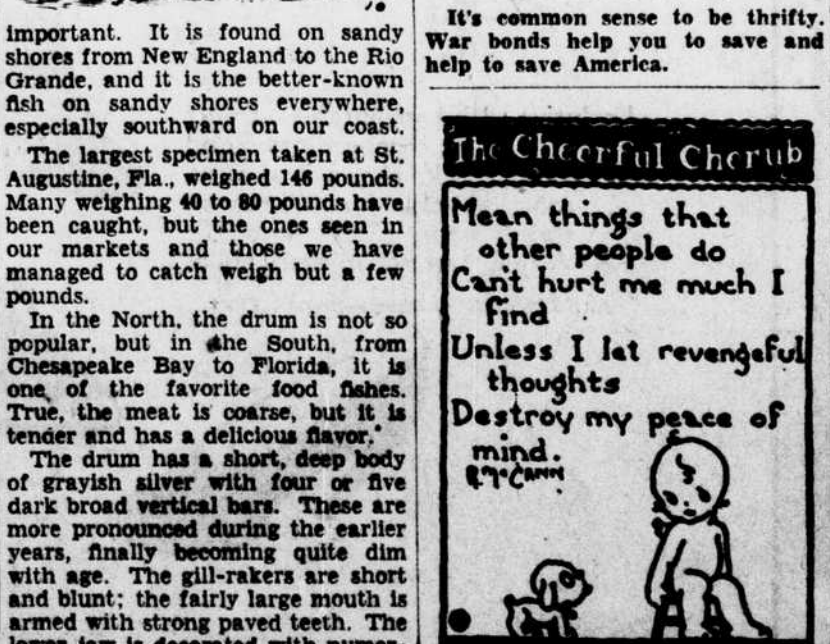 important. It is found on sandy
shores from New England to the Rio
Grande, and it is the better-known
fish on sandy shores everywhere,
especially southward on our coast.
The largest specimen taken at St.
Augustine, Fla., weighed 146 pounds.
Many weighing 40 to 80 pounds have
been caught, but the ones seen in
our markets and those we have
managed to catch weigh but a few
pounds.
In the North, the drum is not so
popular, but in the South, from
Chesapeake Bay to Florida, it is
one of the favorite food fishes.
True, the meat is coarse, but it is
tender and has a delicious flavor.
The drum has a short, deep body
of grayish silver with four or five
dark broad vertical bars. These are
more pronounced during the earlier
years, finally becoming quite dim
with age. The gill-rakers are short
and blunt; the fairly large mouth is
armed with strong paved teeth. The
lower jaw is decorated with numer-
It's common sense to be thrifty.
War bonds help you to save and
help to save America.
The Cheerful Cherub
Mean things that
other people do
Can't hurt me much I
find
Unless I let revengeful
thoughts
Destroy my peace of
mind.
R. McCann